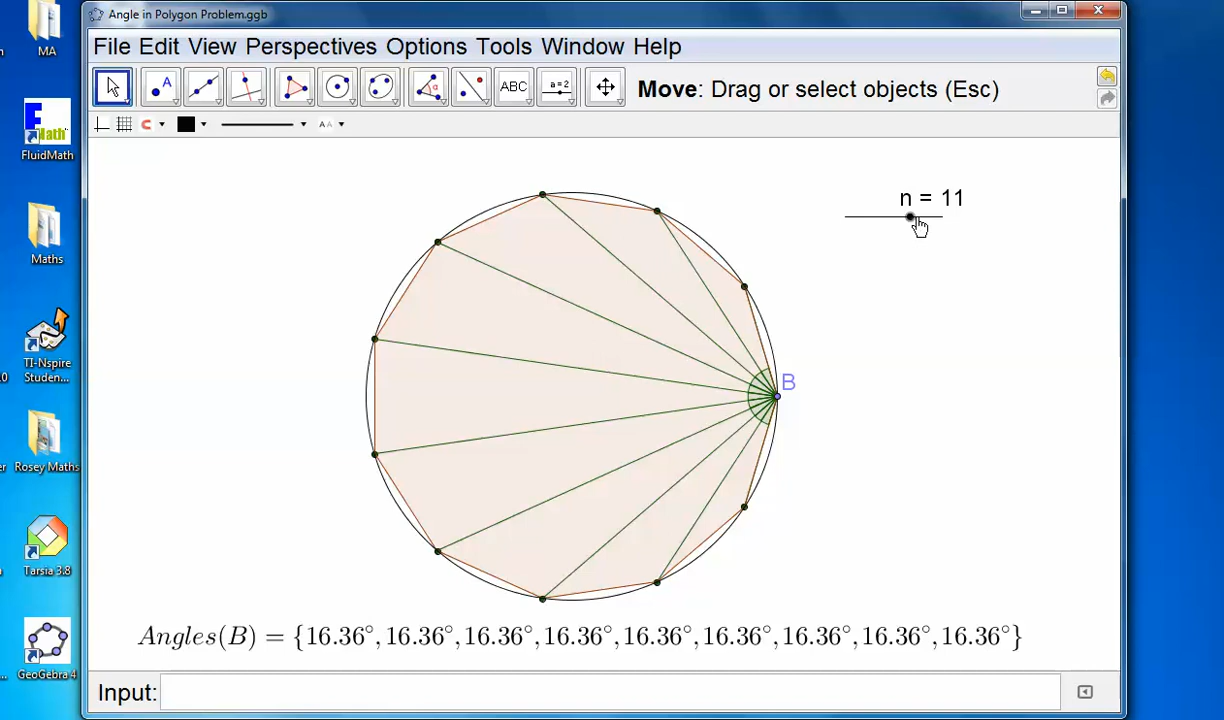 Angle in Polygon Problem.ggb
File Edit View Perspectives Options Tools Window Help
A
ABC
a=2
Move: Drag or select objects (Esc)
A A
MA
Math
FluidMath
Maths
TI-Nspire
Studen...
Rosey Maths
Tarsia 3.8
GeoGebra 4
n = 11
B
Angles(B) = {16.36°, 16.36°, 16.36°, 16.36°, 16.36°, 16.36°, 16.36°, 16.36°, 16.36°}
Input: